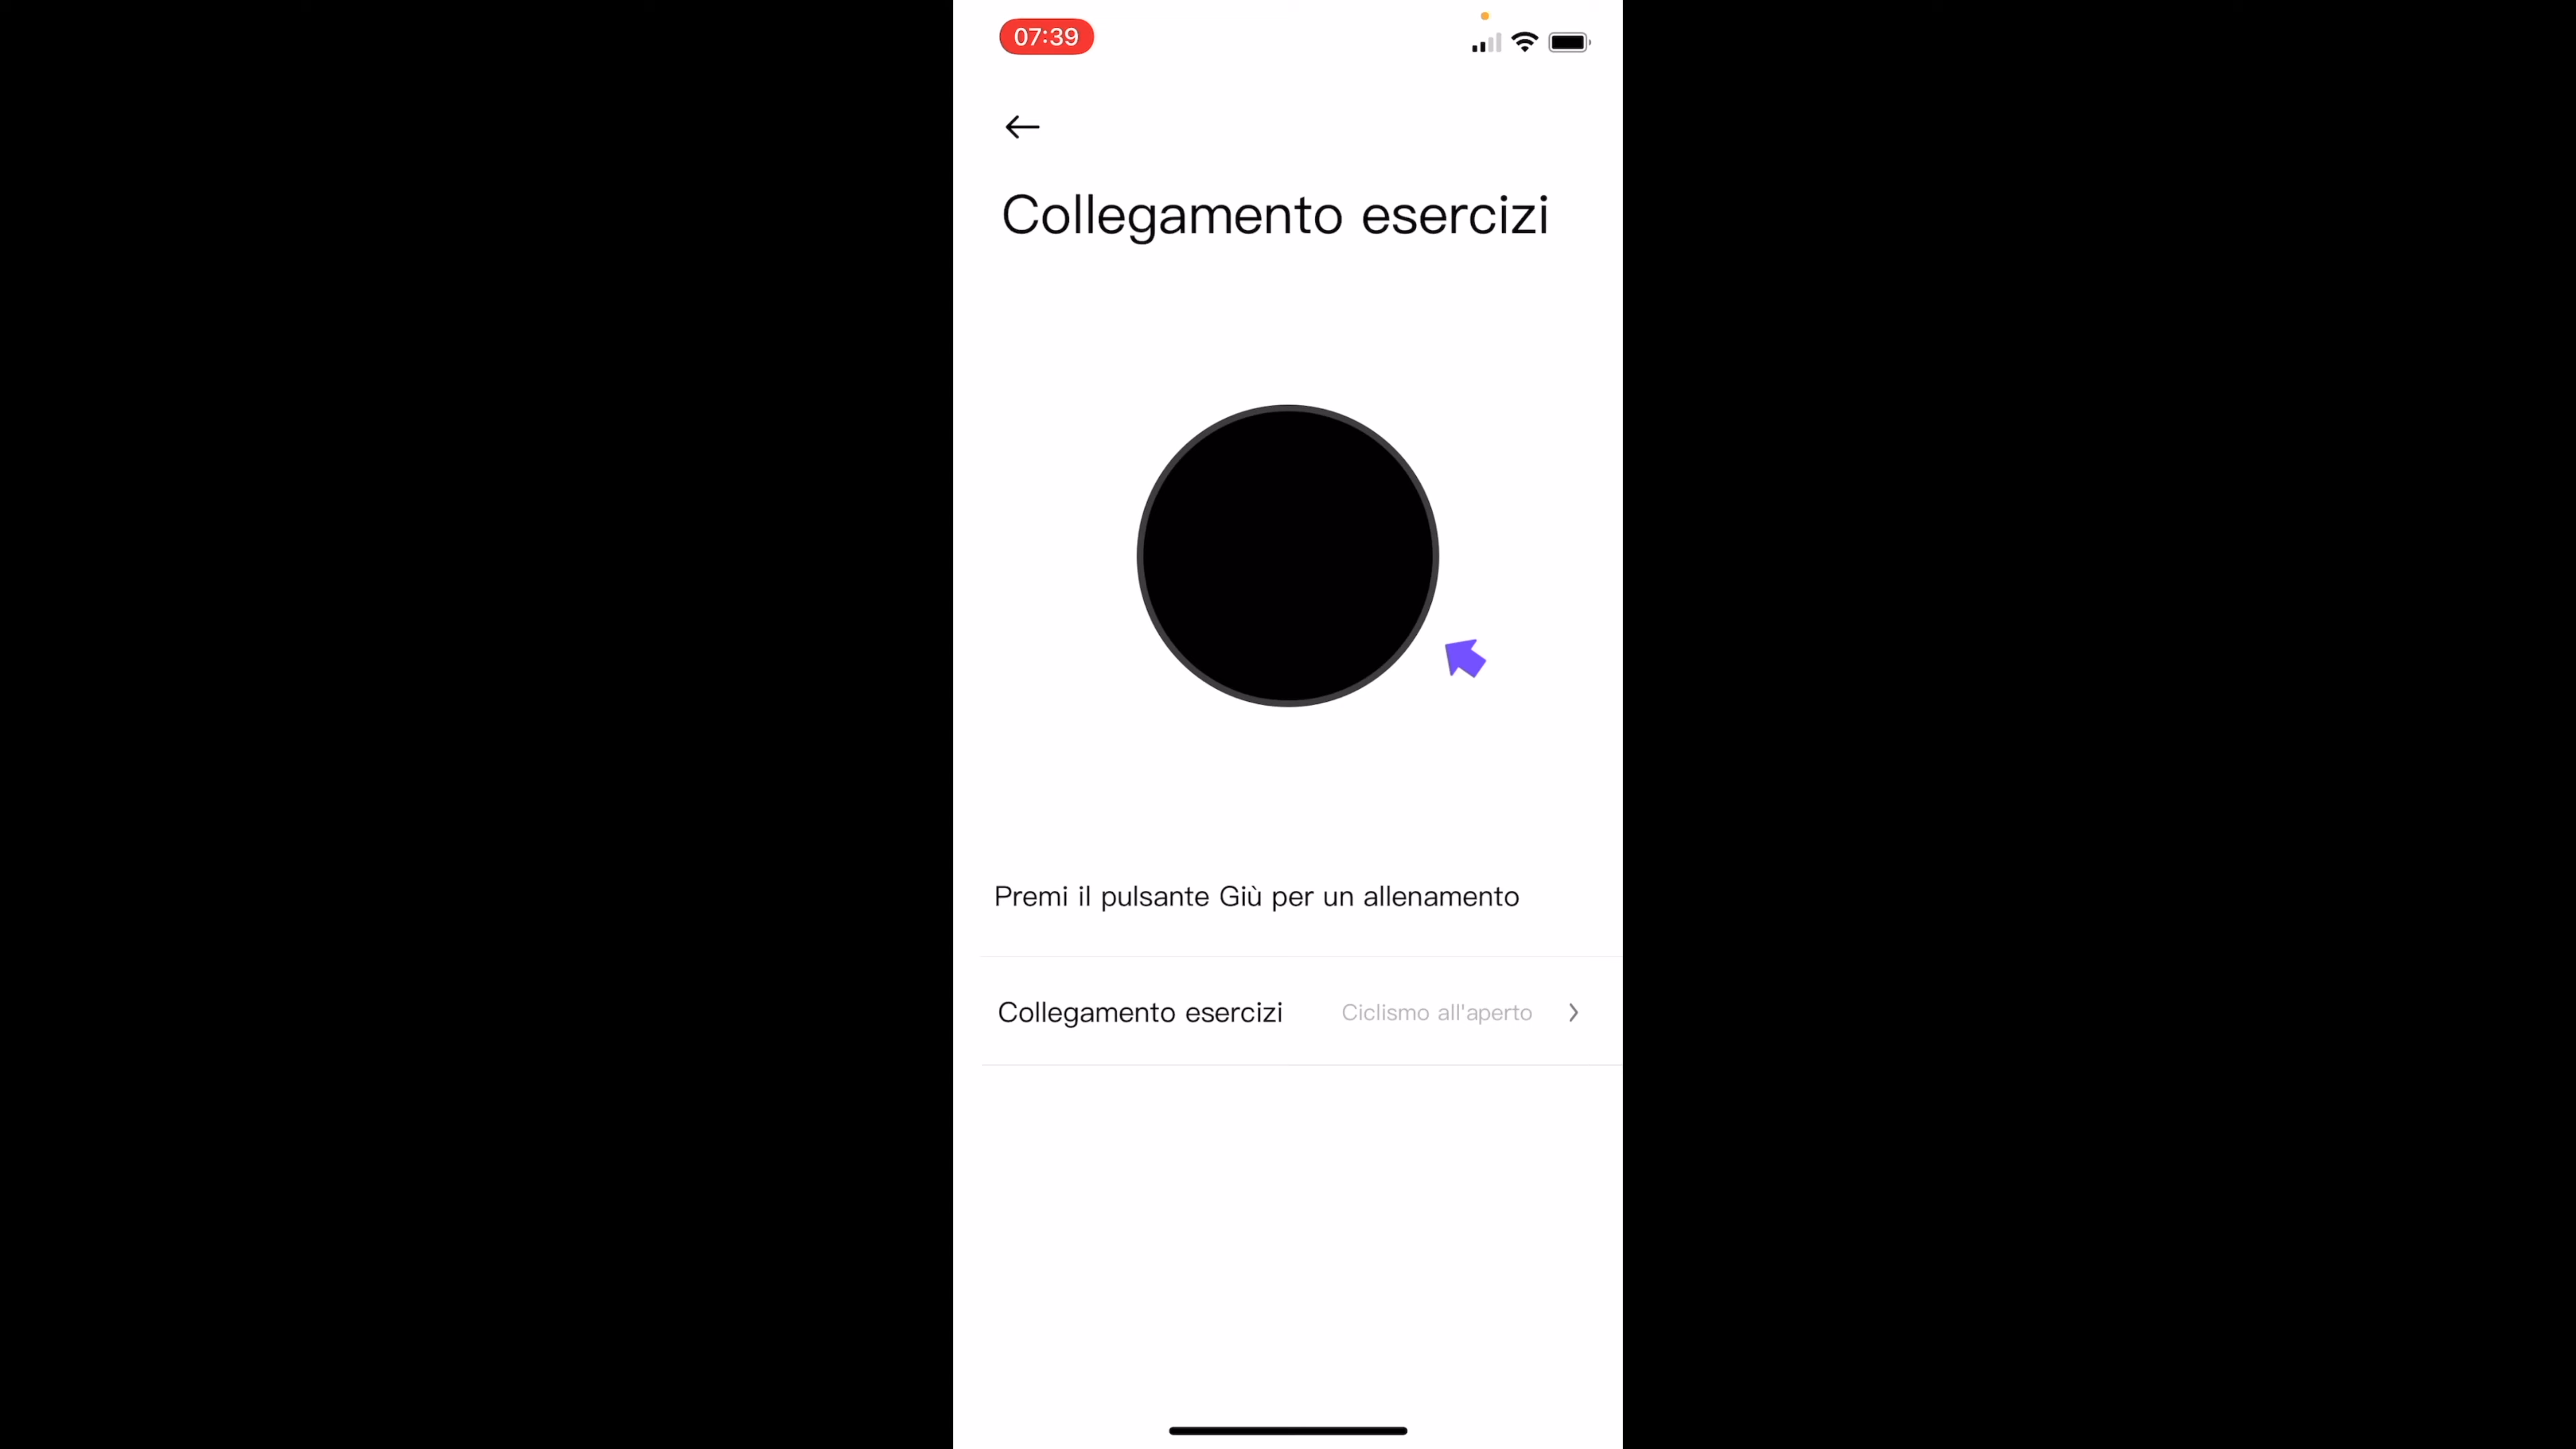 07:39
Collegamento esercizi
Premi il pulsante Giù per un allenamento
Collegamento esercizi Ciclismo all'aperto